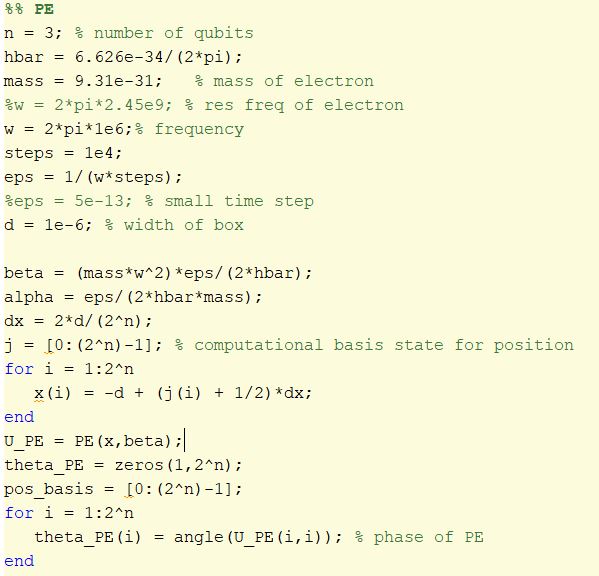 %% PE
n = 3; % number of qubits
hbar = 6.626e-34/(2*pi);
mass = 9.31e-31;   % mass of electron
%w = 2*pi*2.45e9; % res freq of electron
w = 2*pi*1e6;% frequency
steps = 1e4;
eps = 1/(w*steps);
%eps = 5e-13; % small time step
d = 1e-6; % width of box
beta = (mass*w^2)*eps/(2*hbar);
alpha = eps/(2*hbar*mass);
dx = 2*d/(2^n);
j = [0:(2^n)-1]; % computational basis state for position
for i = 1:2^n
   x(i) = -d + (j(i) + 1/2)*dx;
end
U_PE = PE(x,beta);
theta_PE = zeros(1,2^n);
pos_basis = [0:(2^n)-1];
for i = 1:2^n
   theta_PE(i) = angle(U_PE(i,i)); % phase of PE
end